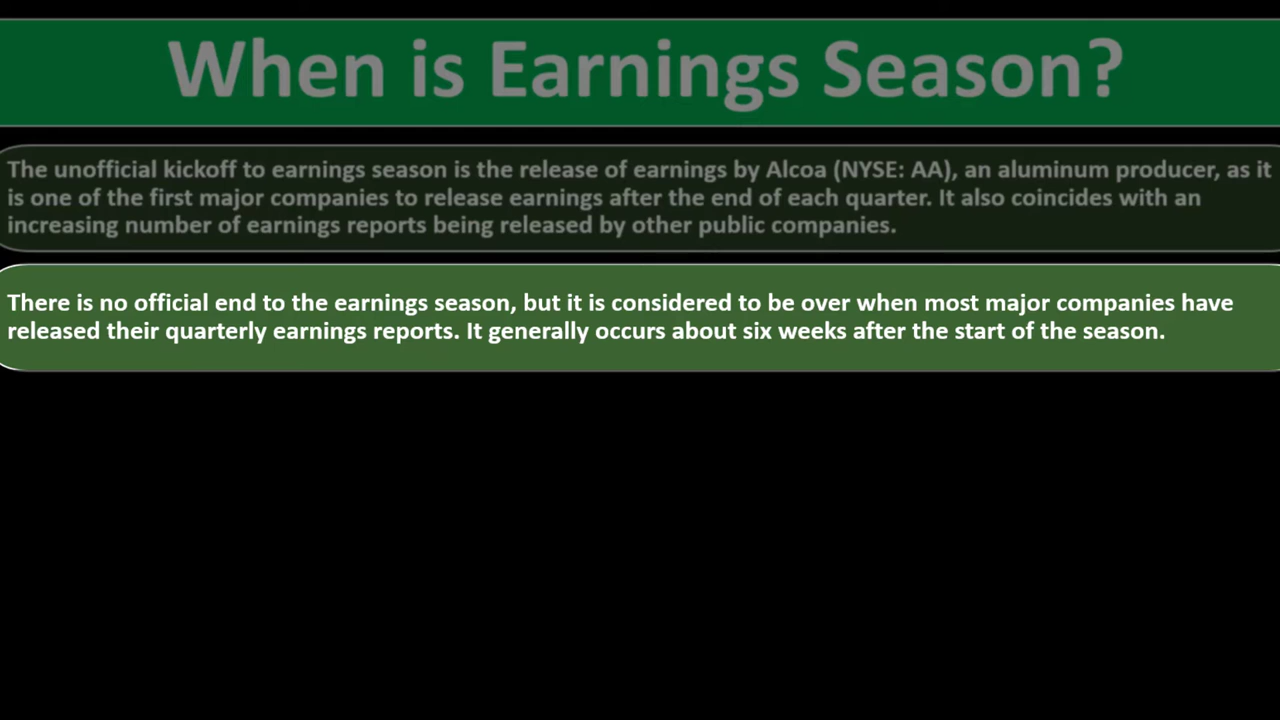 When is Earnings Season?
The unofficial kickoff to earnings season is the release of earnings by Alcoa (NYSE: AA), an aluminum producer, as it
is one of the first major companies to release earnings after the end of each quarter. It also coincides with an
increasing number of earnings reports being released by other public companies.
There is no official end to the earnings season, but it is considered to be over when most major companies have
released their quarterly earnings reports. It generally occurs about six weeks after the start of the season.